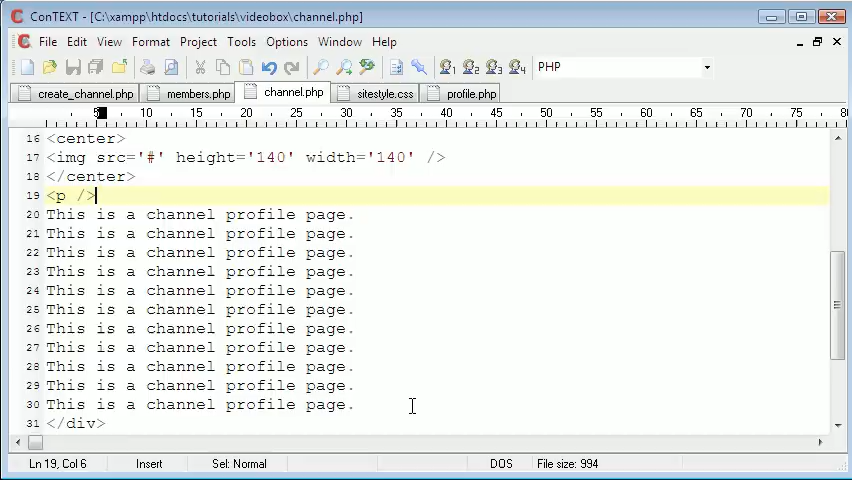 ConTEXT - [C:\xampp\htdocs\tutorials\videobox\channel.php]
File Edit View Format Project Tools Options Window Help
1 2 3 4 PHP
create_channel.php members.php channel.php sitestyle.css profile.php
0 5 10 15 20 25 30 35 40 45 50 55 60 65 70 75 80
16 <center>
17 <img src='#' height='140' width='140' />
18 </center>
19 <p />
20 This is a channel profile page.
21 This is a channel profile page.
22 This is a channel profile page.
23 This is a channel profile page.
24 This is a channel profile page.
25 This is a channel profile page.
26 This is a channel profile page.
27 This is a channel profile page.
28 This is a channel profile page.
29 This is a channel profile page.
30 This is a channel profile page.
31 </div>
Ln 19, Col 6 Insert Sel: Normal DOS File size: 994